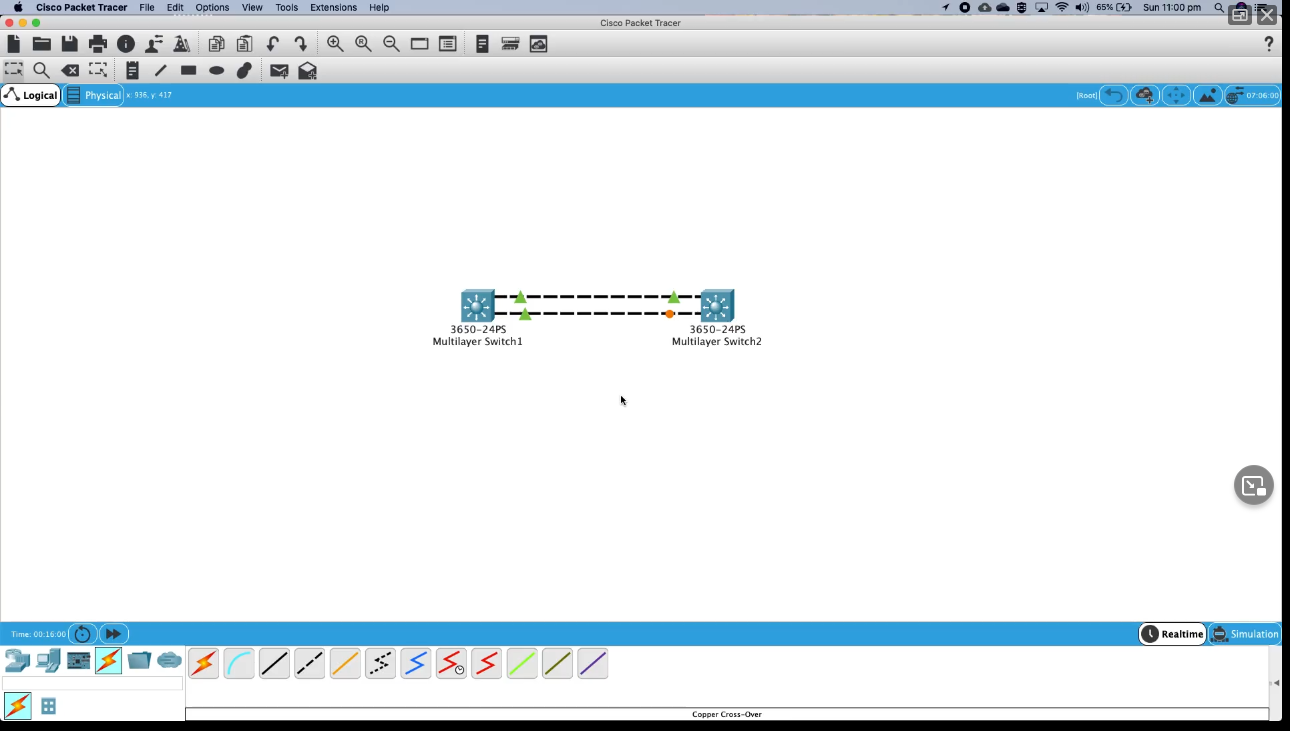 Cisco Packet Tracer File Edit View Options Tools Extensions Help 65% Sun 11:00 pm
Cisco Packet Tracer
?
Logical Physical x: 936, y: 417 [Root] 07:06:00
3650-24PS 3650-24PS
Multilayer Switch1 Multilayer Switch2
Time: 00:16:00 Realtime Simulation
Copper Cross-Over